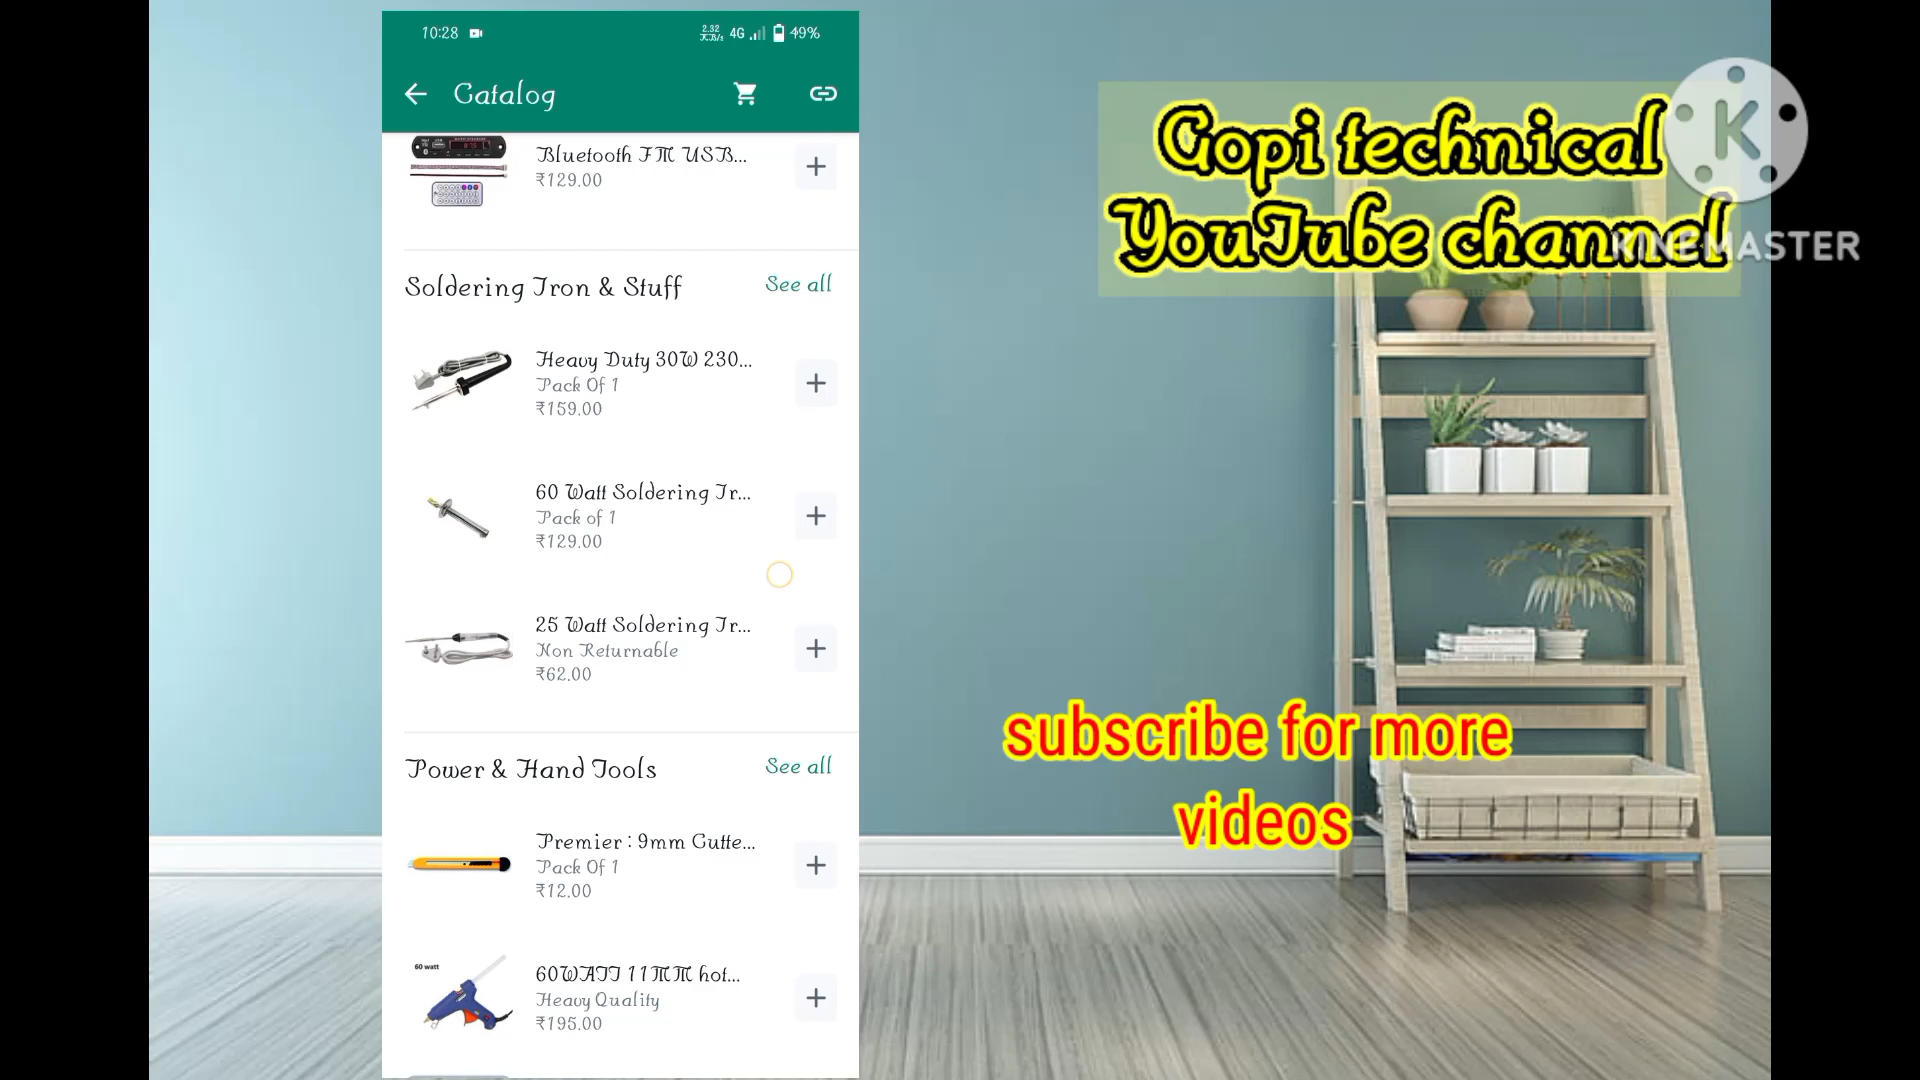 10:28
2.32
KB/s
4G
49%
Catalog
Bluetooth FM USB...
₹129.00
Soldering Iron & Stuff
See all
Heavy Duty 30W 230...
Pack Of 1
₹159.00
60 Watt Soldering Ir...
Pack of 1
₹129.00
25 Watt Soldering Ir...
Non Returnable
₹62.00
Power & Hand Tools
See all
Premier : 9mm Cutte...
Pack Of 1
₹12.00
60 watt
60WATT 11MM hot...
Heavy Quality
₹195.00
Gopi technical
YouTube channel
K
KINEMASTER
subscribe for more
videos